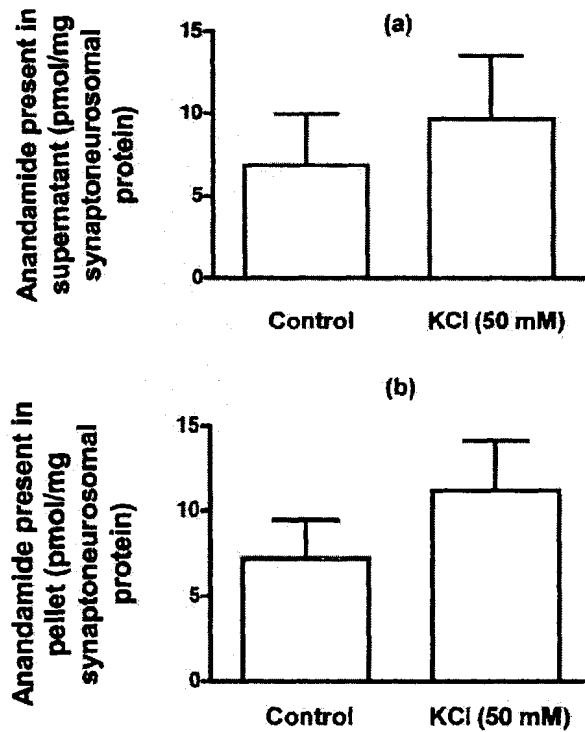 (a)
Anandamide present in
supernatant (pmol/mg
synaptoneurosomal
protein)
15
10
5
0
Control KCl (50 mM)
(b)
Anandamide present in
pellet (pmol/mg
synaptoneurosomal
protein)
15
10
5
0
Control KCl (50 mM)